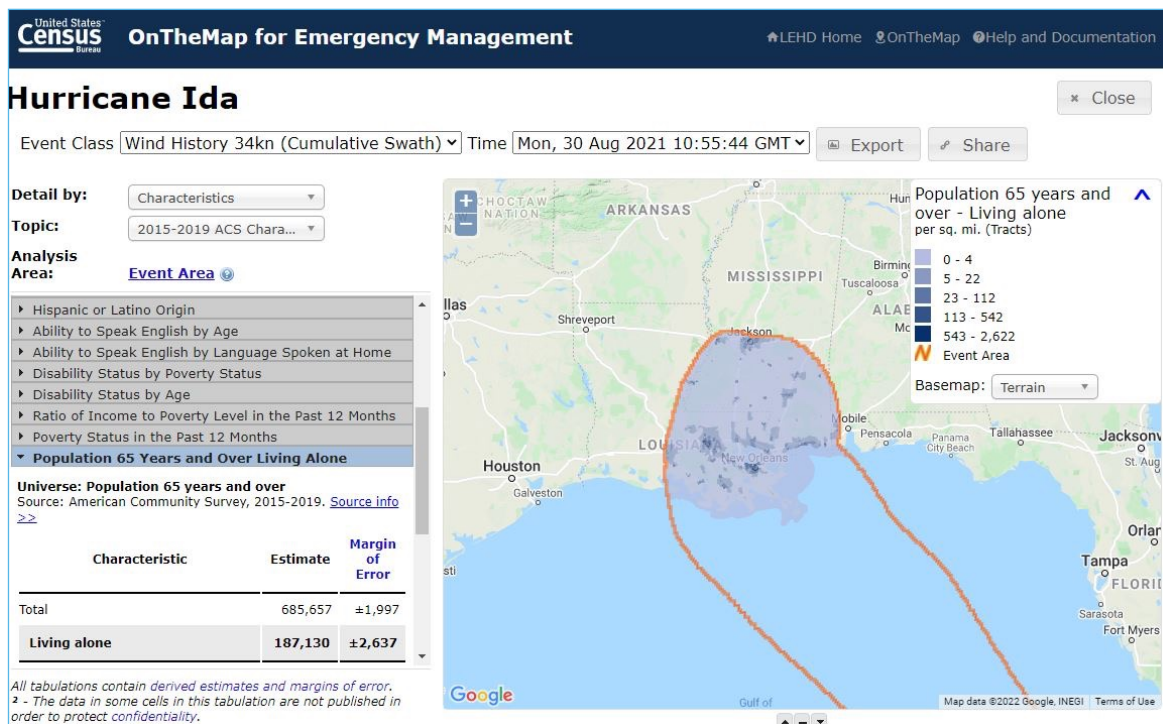 United States
Census
Bureau
OnTheMap for Emergency Management
LEHD Home OnTheMap Help and Documentation
Hurricane Ida
Close
Event Class Wind History 34kn (Cumulative Swath) Time Mon, 30 Aug 2021 10:55:44 GMT Export Share
Detail by: Characteristics
Topic: 2015-2019 ACS Chara...
Analysis
Area: Event Area
Hispanic or Latino Origin
Ability to Speak English by Age
Ability to Speak English by Language Spoken at Home
Disability Status by Poverty Status
Disability Status by Age
Ratio of Income to Poverty Level in the Past 12 Months
Poverty Status in the Past 12 Months
Population 65 Years and Over Living Alone
Universe: Population 65 years and over
Source: American Community Survey, 2015-2019. Source info
>>
Characteristic Estimate Margin of Error
Total 685,657 ±1,997
Living alone 187,130 ±2,637
All tabulations contain derived estimates and margins of error.
² - The data in some cells in this tabulation are not published in
order to protect confidentiality.
Population 65 years and
over - Living alone
per sq. mi. (Tracts)
0 - 4
5 - 22
23 - 112
113 - 542
543 - 2,622
Event Area
Basemap: Terrain
CHOCTAW
NATION
ARKANSAS
MISSISSIPPI
Birming
Tuscaloosa
ALAB
llas
Shreveport
Jackson
Mobile
Pensacola
Panama
City Beach
Tallahassee
Jacksonv
St. Aug
LOUISIANA
New Orleans
Houston
Galveston
Orlan
Tampa
FLORID
Sarasota
Fort Myers
sti
Google
Gulf of
Map data ©2022 Google, INEGI Terms of Use